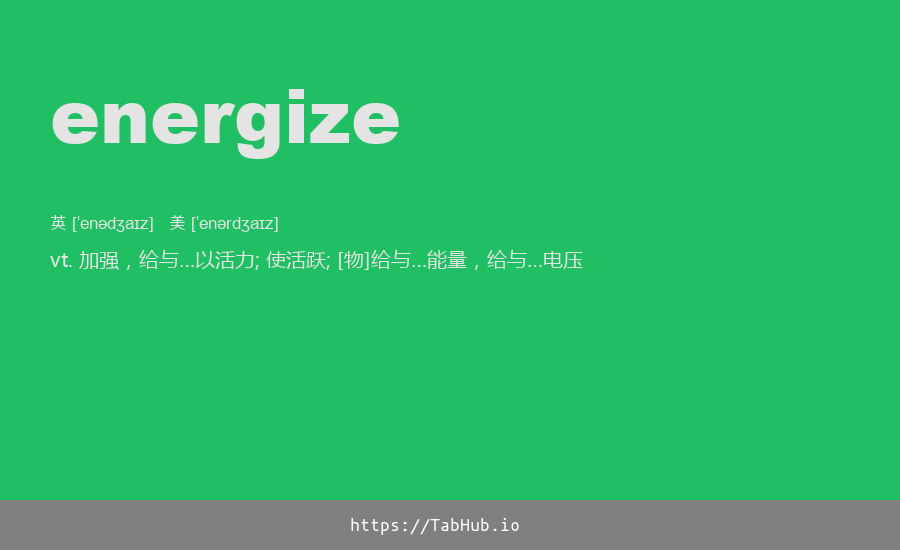 energize
英 [ˈenədʒaɪz] 美 [ˈenərdʒaɪz]
vt. 加强，给与…以活力; 使活跃; [物]给与…能量，给与…电压
https://TabHub.io